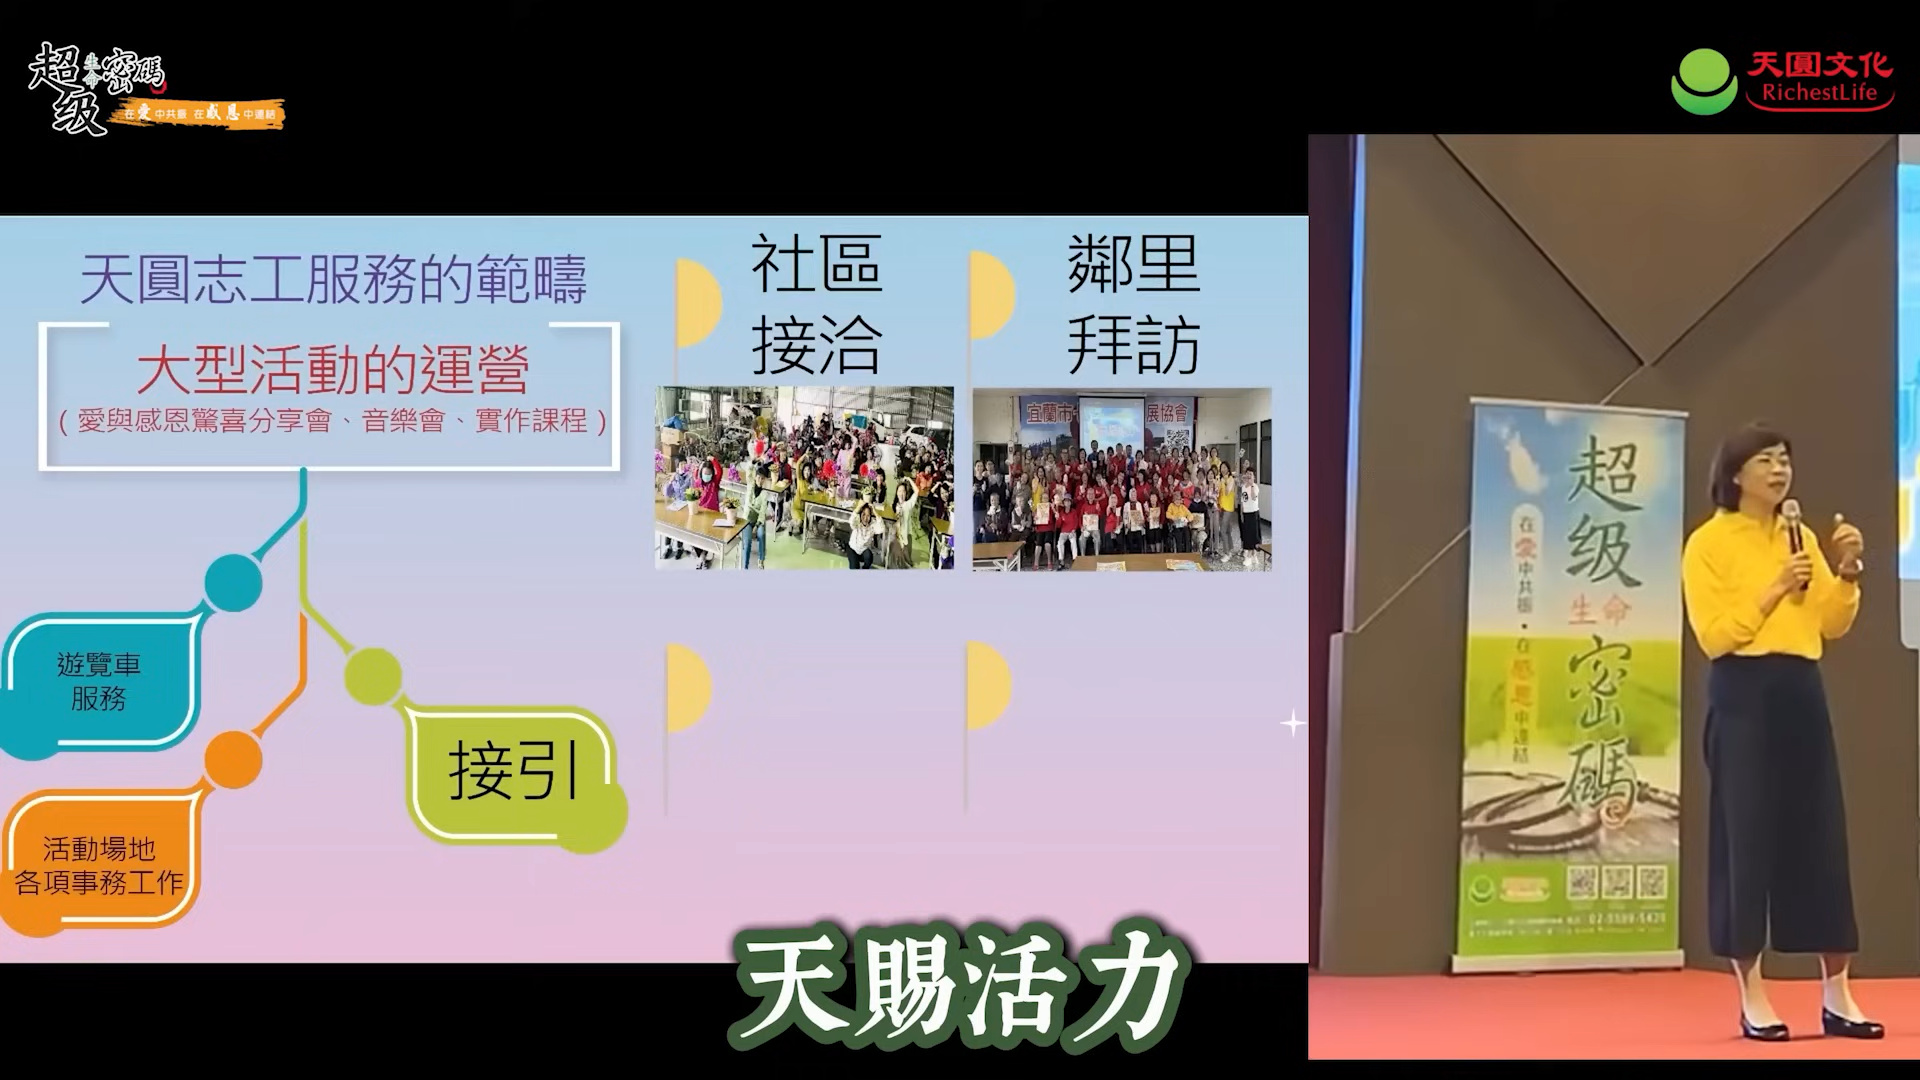 超级生命密碼
在愛中共振 在感恩中連結
天圓文化
RichestLife
天圓志工服務的範疇
大型活動的運營
(愛與感恩驚喜分享會、音樂會、實作課程)
遊覽車
服務
活動場地
各項事務工作
接引
社區
接洽
鄰里
拜訪
宜蘭市
展協會
超级生命密碼
在愛中共振・在感恩中連結
天賜活力